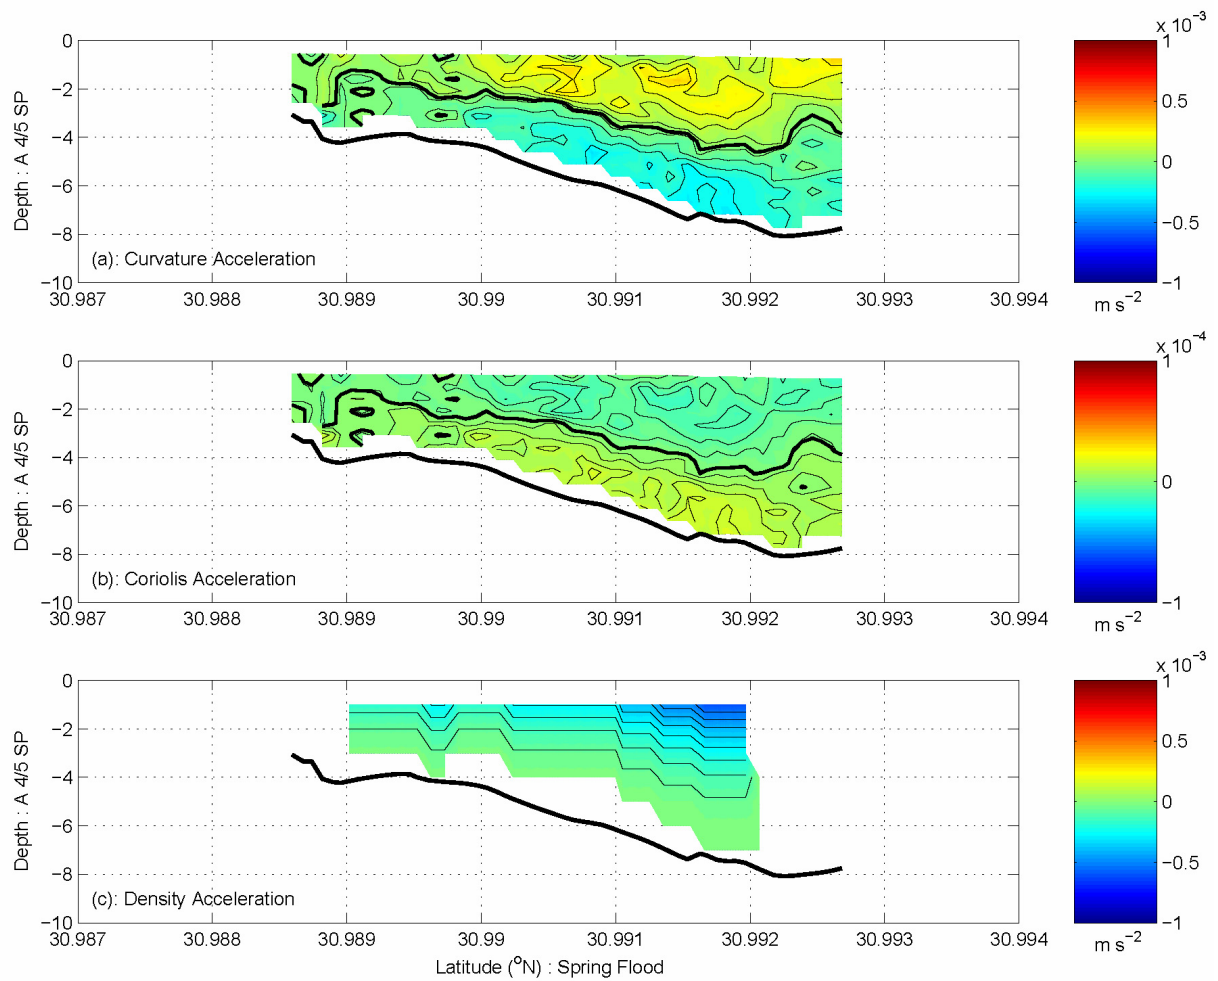 x 10−3
0
−2
−4
−6
−8
−10
Depth : A 4/5 SP
(a): Curvature Acceleration
30.987 30.988 30.989 30.99 30.991 30.992 30.993 30.994
1
0.5
0
−0.5
−1
m s−2
x 10−4
0
−2
−4
−6
−8
−10
Depth : A 4/5 SP
(b): Coriolis Acceleration
30.987 30.988 30.989 30.99 30.991 30.992 30.993 30.994
1
0
−1
m s−2
x 10−3
0
−2
−4
−6
−8
−10
Depth : A 4/5 SP
(c): Density Acceleration
30.987 30.988 30.989 30.99 30.991 30.992 30.993 30.994
1
0.5
0
−0.5
−1
m s−2
Latitude (oN) : Spring Flood